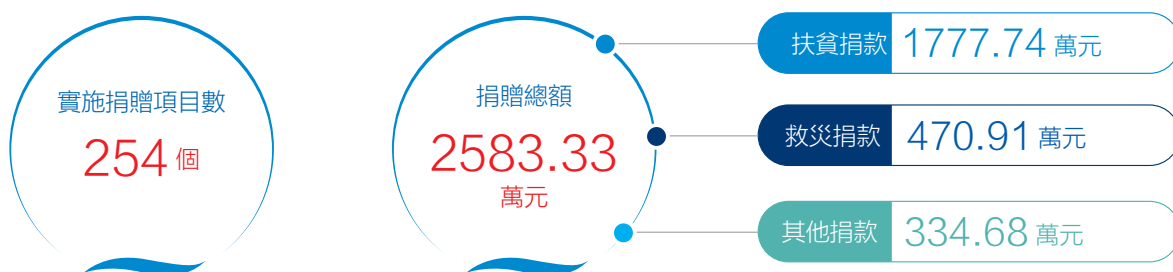 實施捐贈項目數
254 個
捐贈總額
2583.33
萬元
扶貧捐款 1777.74 萬元
救災捐款 470.91 萬元
其他捐款 334.68 萬元